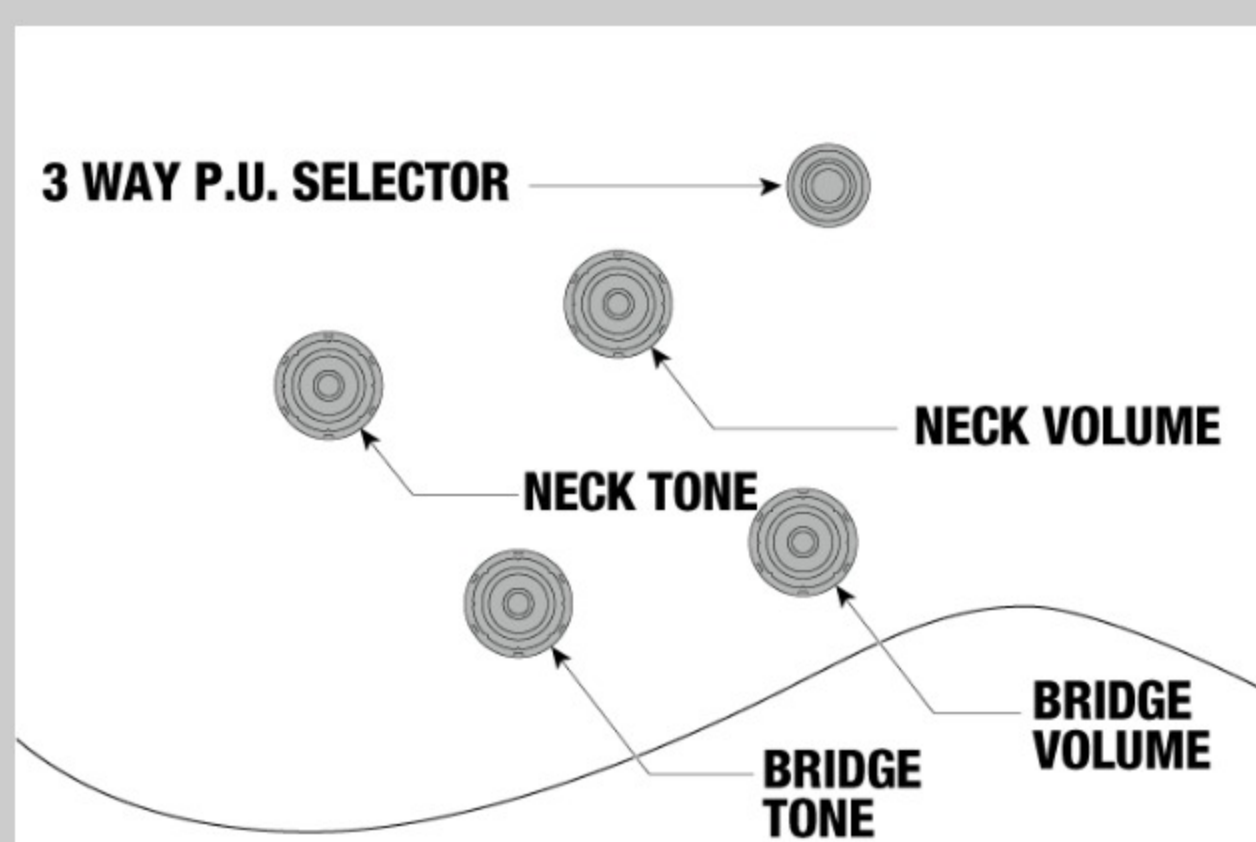 3 WAY P.U. SELECTOR
NECK VOLUME
NECK TONE
BRIDGE
VOLUME
BRIDGE
TONE